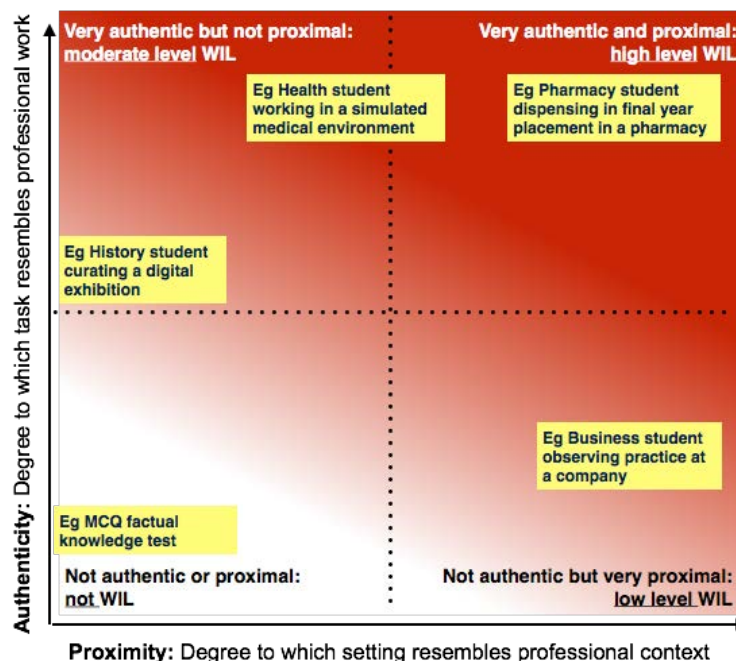 Very authentic but not proximal:
moderate level WIL
Very authentic and proximal:
high level WIL
Eg Health student
working in a simulated
medical environment
Eg Pharmacy student
dispensing in final year
placement in a pharmacy
Eg History student
curating a digital
exhibition
Eg Business student
observing practice at
a company
Eg MCQ factual
knowledge test
Not authentic or proximal:
not WIL
Not authentic but very proximal:
low level WIL
Authenticity: Degree to which task resembles professional work
Proximity: Degree to which setting resembles professional context